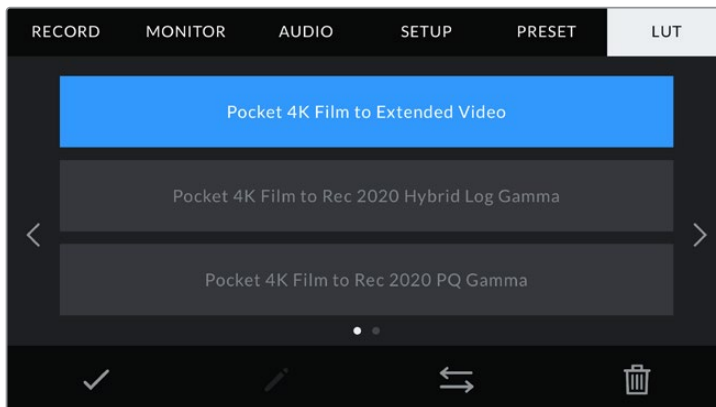 RECORD MONITOR AUDIO SETUP PRESET LUT
Pocket 4K Film to Extended Video
Pocket 4K Film to Rec 2020 Hybrid Log Gamma
Pocket 4K Film to Rec 2020 PQ Gamma